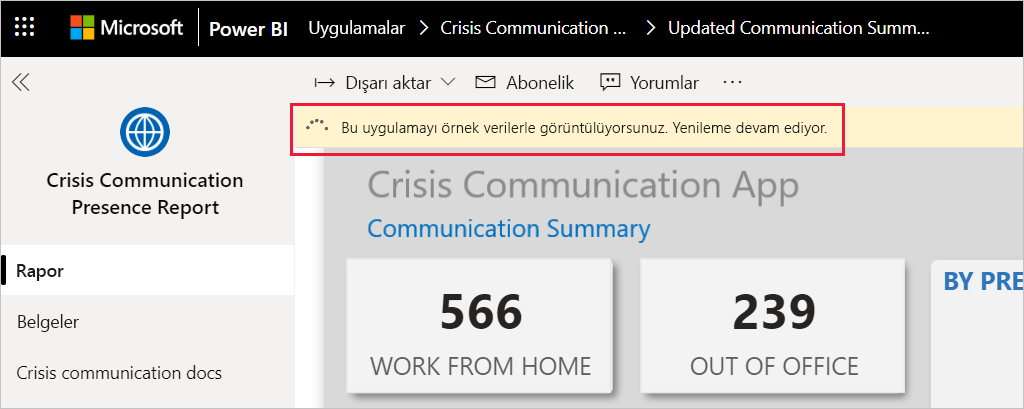 Microsoft Power BI Uygulamalar > Crisis Communication ... > Updated Communication Summ...
Dışarı aktar Abonelik Yorumlar ...
Bu uygulamayı örnek verilerle görüntülüyorsunuz. Yenileme devam ediyor.
Crisis Communication
Presence Report
Rapor
Belgeler
Crisis communication docs
Crisis Communication App
Communication Summary
566
WORK FROM HOME
239
OUT OF OFFICE
BY PRE